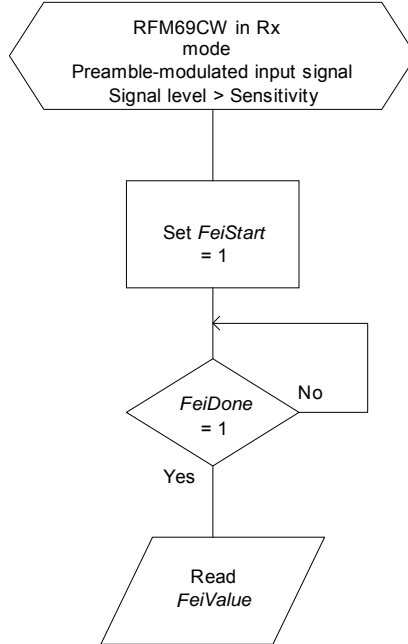 RFM69CW in Rx
mode
Preamble-modulated input signal
Signal level > Sensitivity
Set FeiStart
= 1
FeiDone
= 1
No
Yes
Read
FeiValue